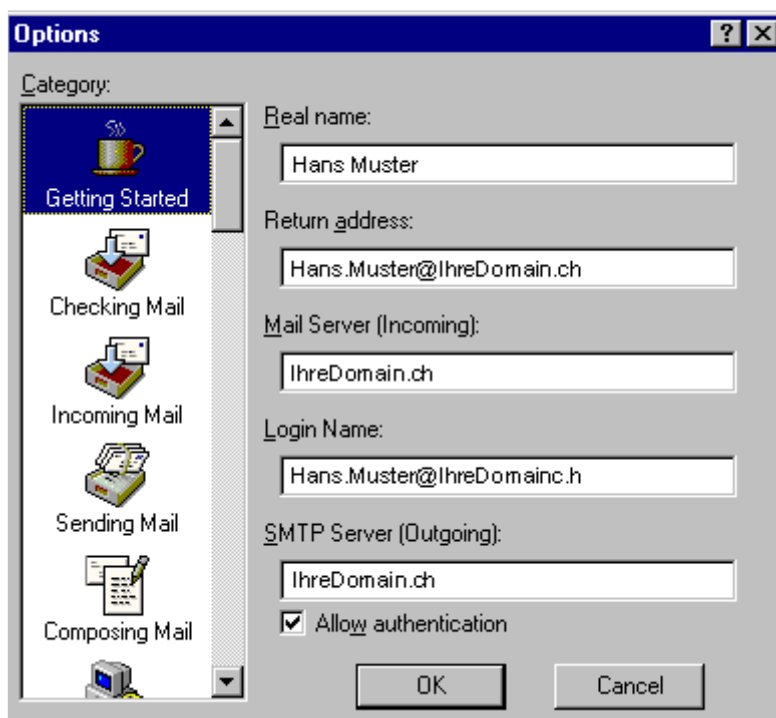 Options
Category:
Getting Started
Checking Mail
Incoming Mail
Sending Mail
Composing Mail
Real name:
Hans Muster
Return address:
Hans.Muster@IhreDomain.ch
Mail Server (Incoming):
IhreDomain.ch
Login Name:
Hans.Muster@IhreDomainc.h
SMTP Server (Outgoing):
IhreDomain.ch
Allow authentication
OK
Cancel